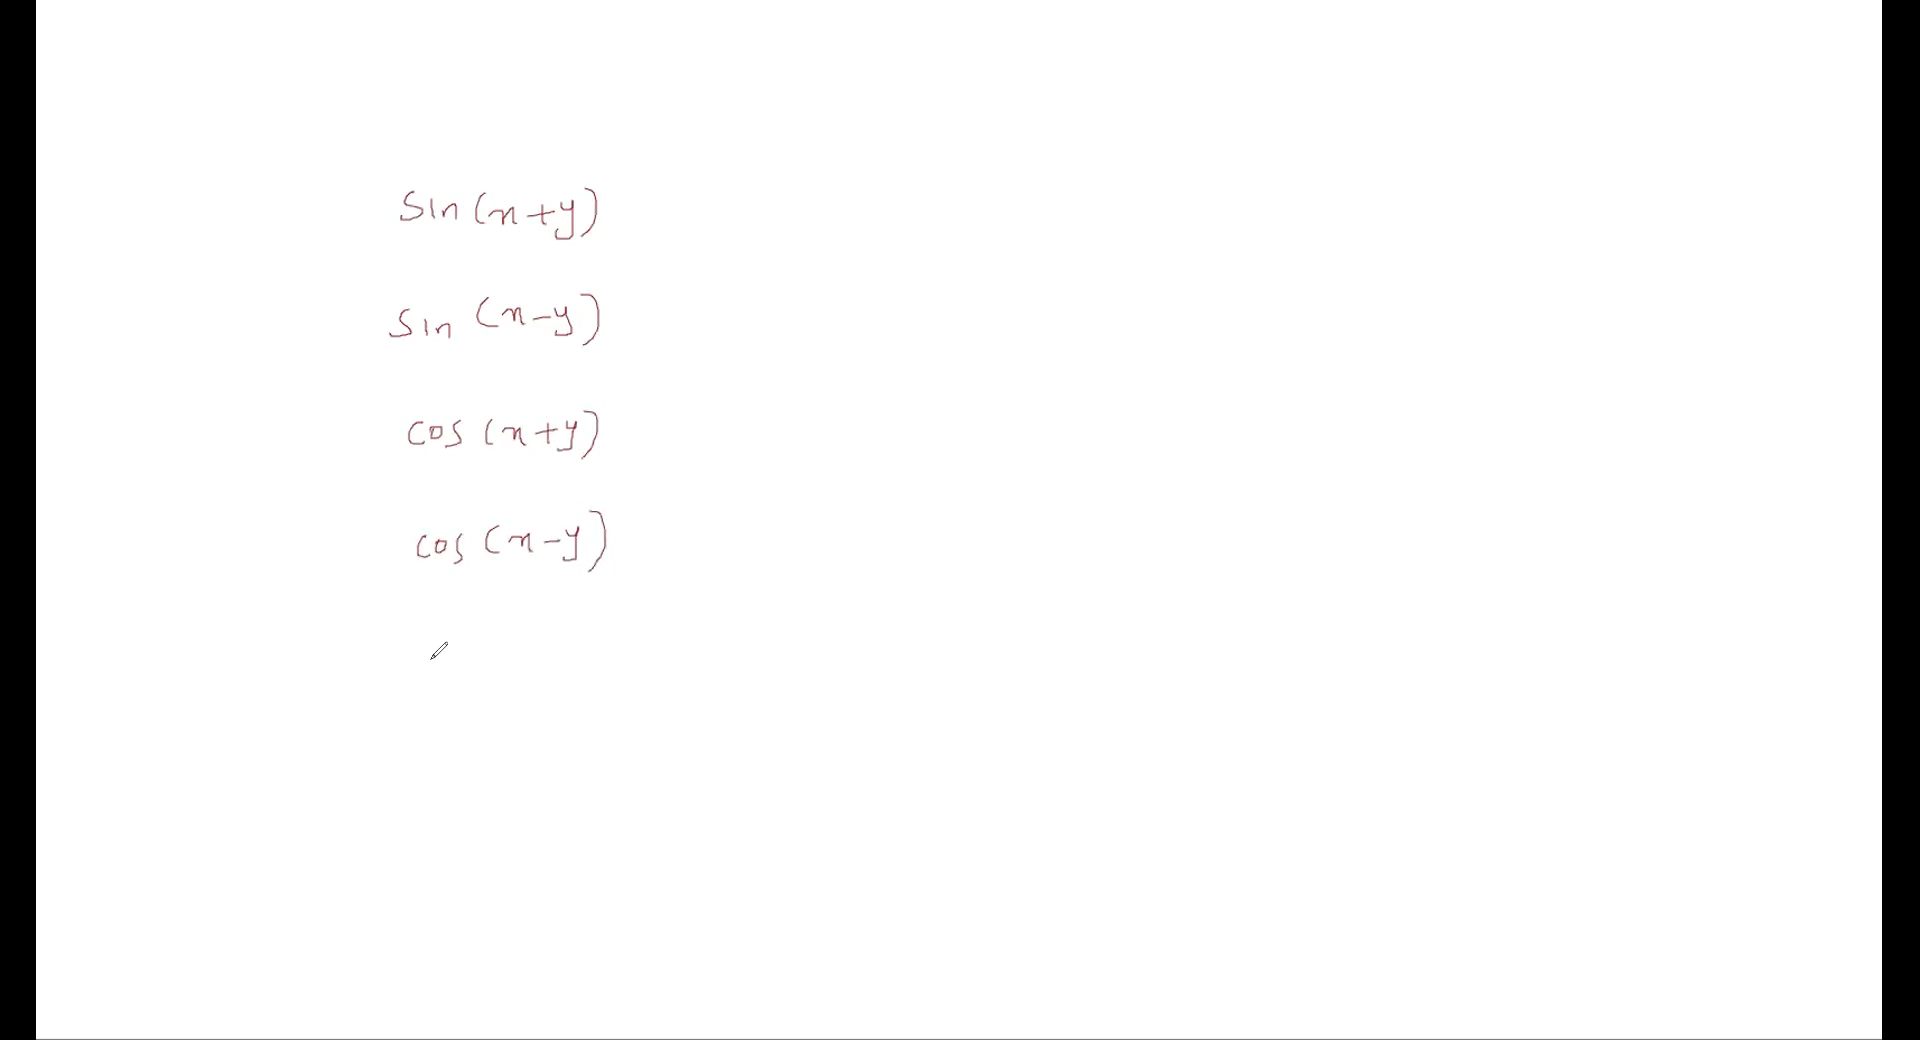 sin (x+y)
sin (x-y)
cos (x+y)
cos (x-y)